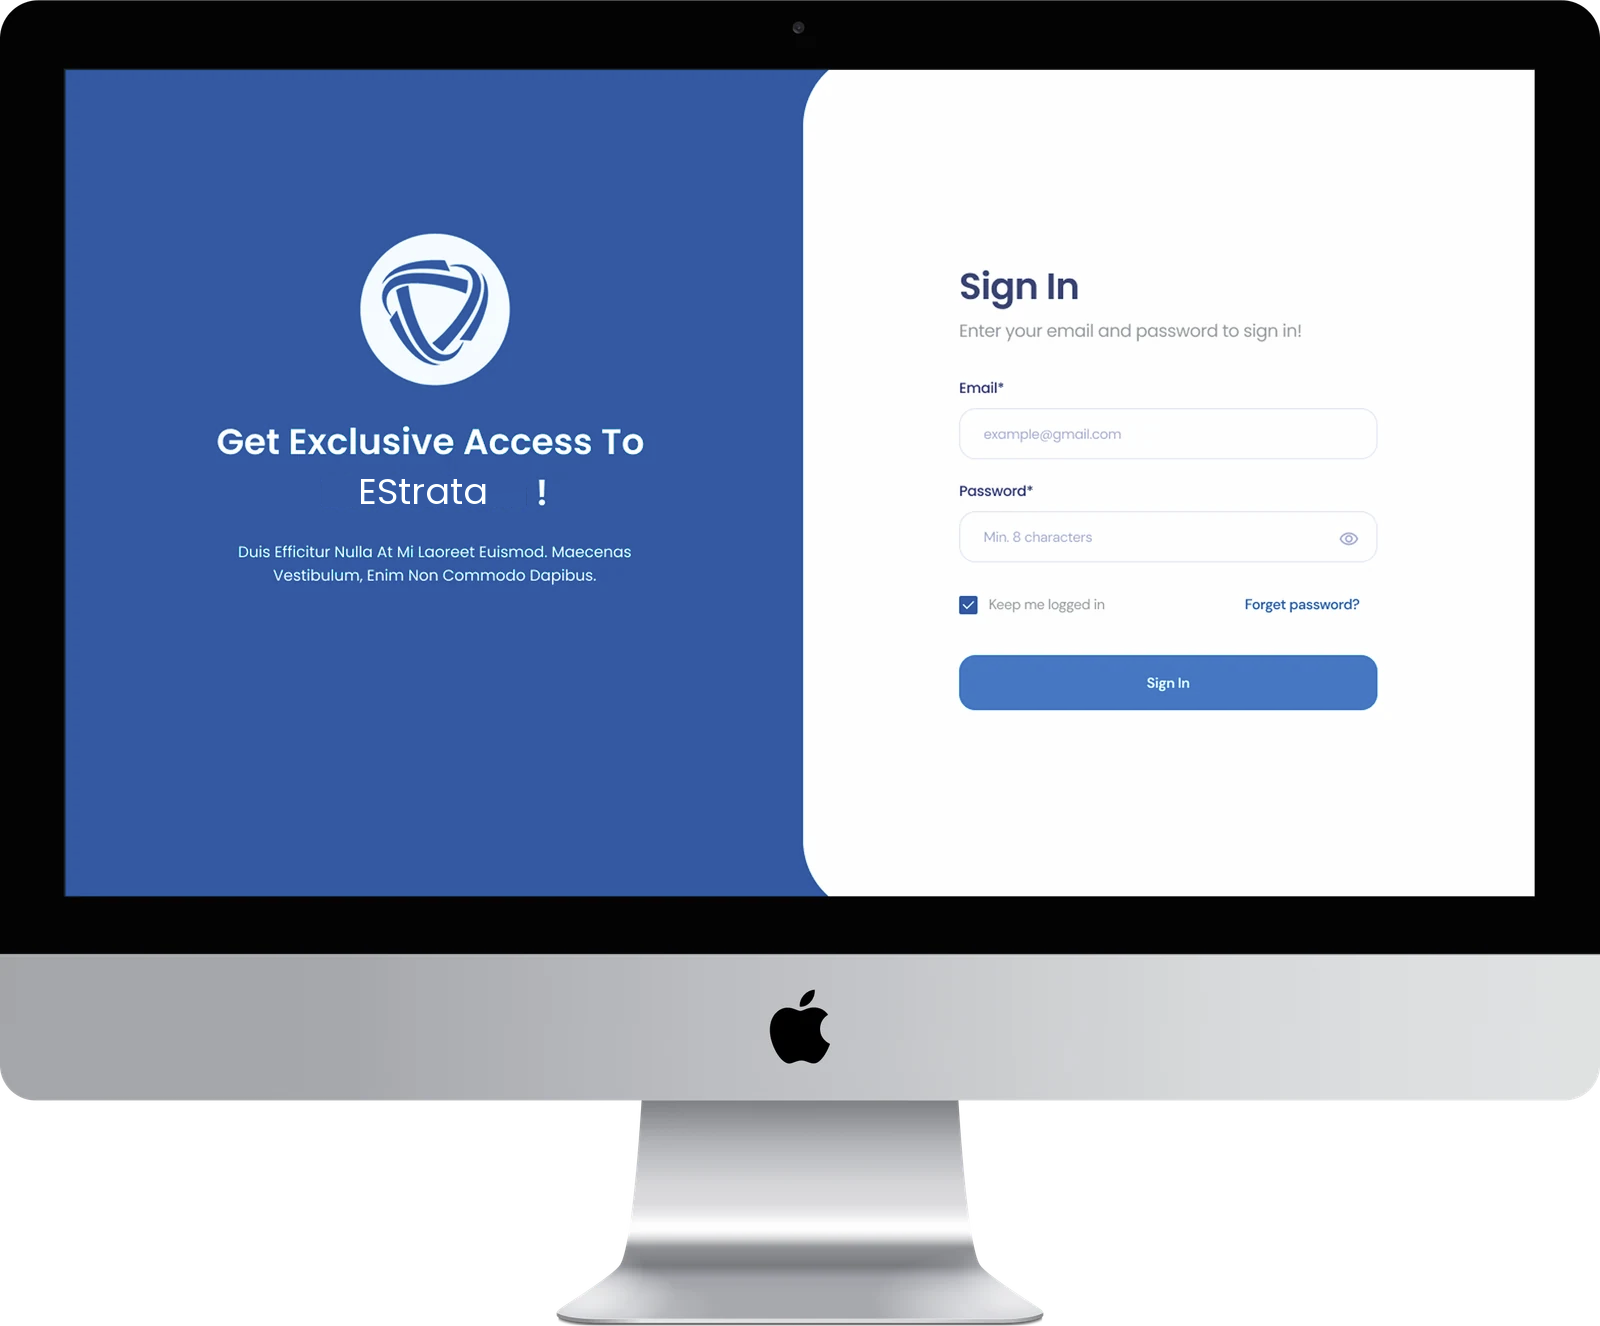 Get Exclusive Access To
EStrata !
Duis Efficitur Nulla At Mi Laoreet Euismod. Maecenas
Vestibulum, Enim Non Commodo Dapibus.
Sign In
Enter your email and password to sign in!
Email*
example@gmail.com
Password*
Min. 8 characters
Keep me logged in
Forget password?
Sign In